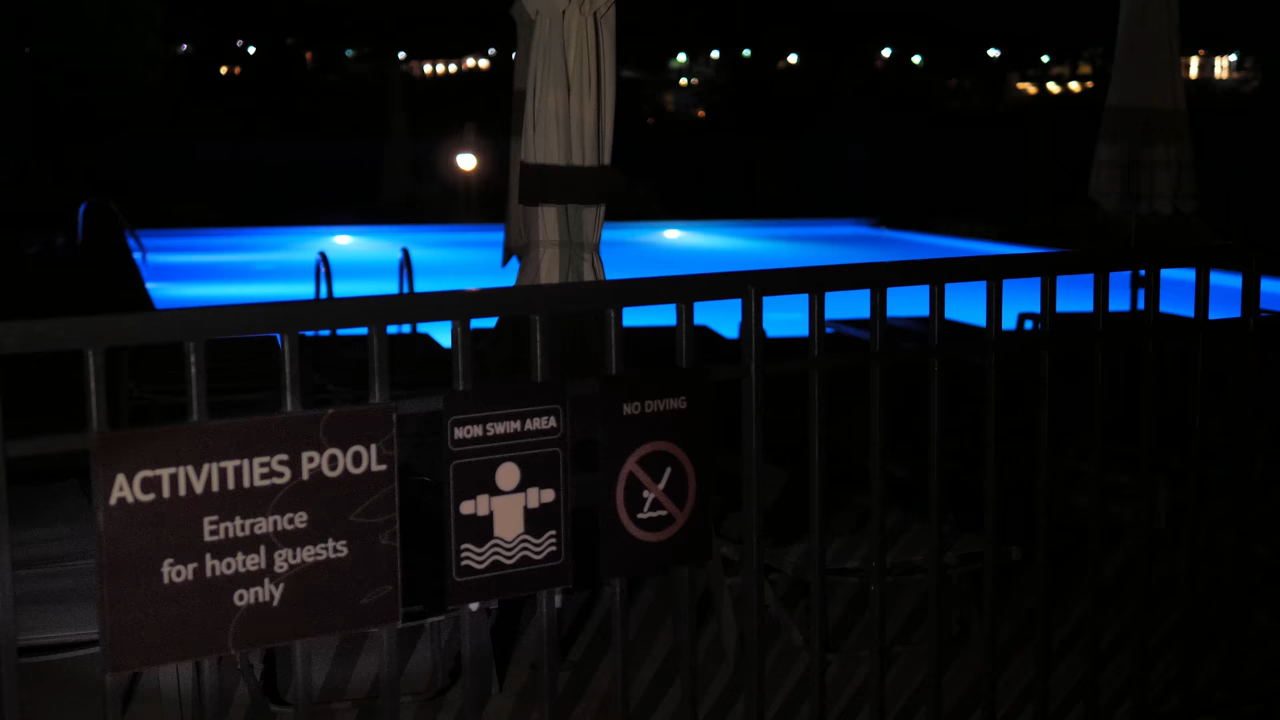 ACTIVITIES POOL
Entrance
for hotel guests
only
NON SWIM AREA
NO DIVING